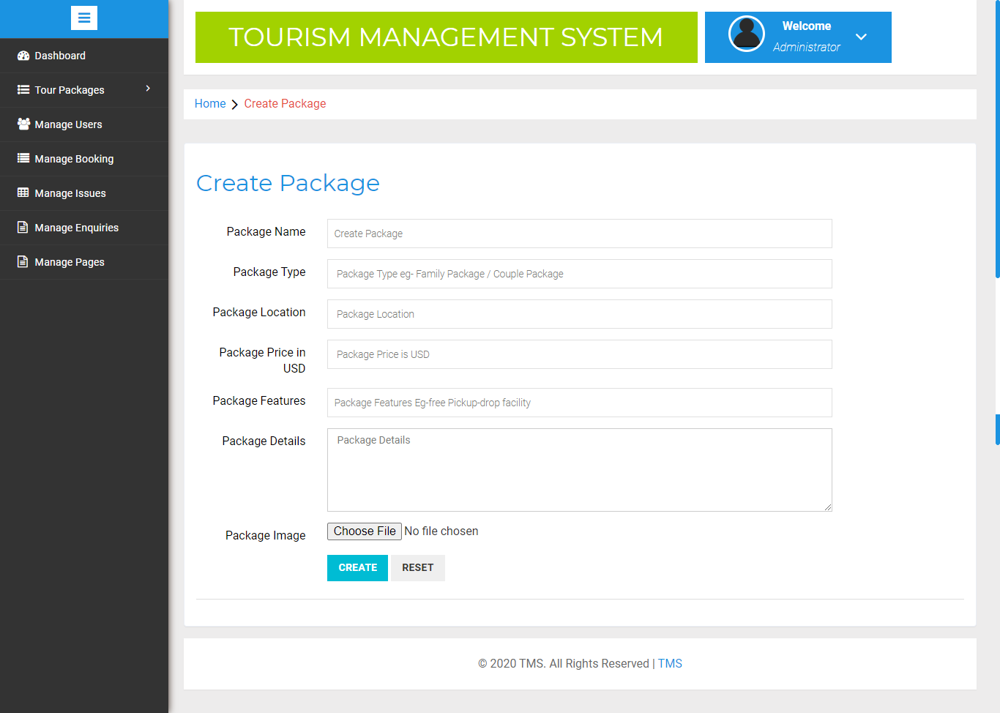 TOURISM MANAGEMENT SYSTEM
Welcome
Administrator
Dashboard
Tour Packages
Manage Users
Manage Booking
Manage Issues
Manage Enquiries
Manage Pages
Home
Create Package
Create Package
Package Name
Create Package
Package Type
Package Type eg- Family Package / Couple Package
Package Location
Package Location
Package Price in
USD
Package Price is USD
Package Features
Package Features Eg-free Pickup-drop facility
Package Details
Package Details
Package Image
Choose File No file chosen
CREATE RESET
© 2020 TMS. All Rights Reserved | TMS